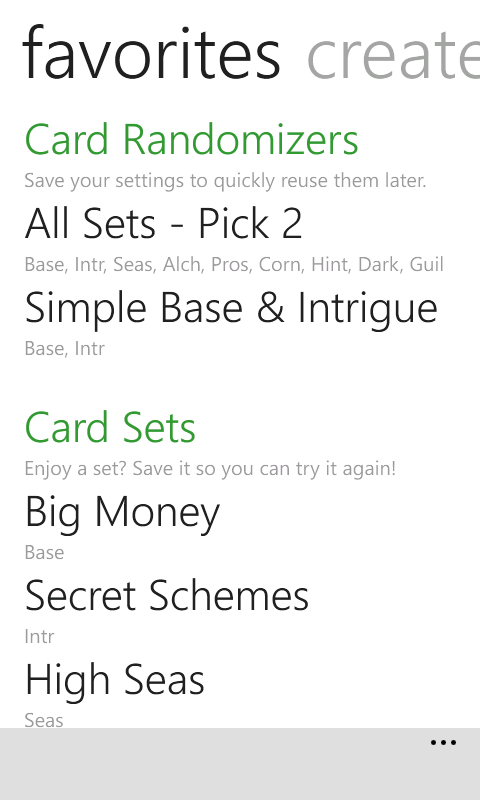 favorites create
Card Randomizers
Save your settings to quickly reuse them later.
All Sets - Pick 2
Base, Intr, Seas, Alch, Pros, Corn, Hint, Dark, Guil
Simple Base & Intrigue
Base, Intr
Card Sets
Enjoy a set? Save it so you can try it again!
Big Money
Base
Secret Schemes
Intr
High Seas
Seas